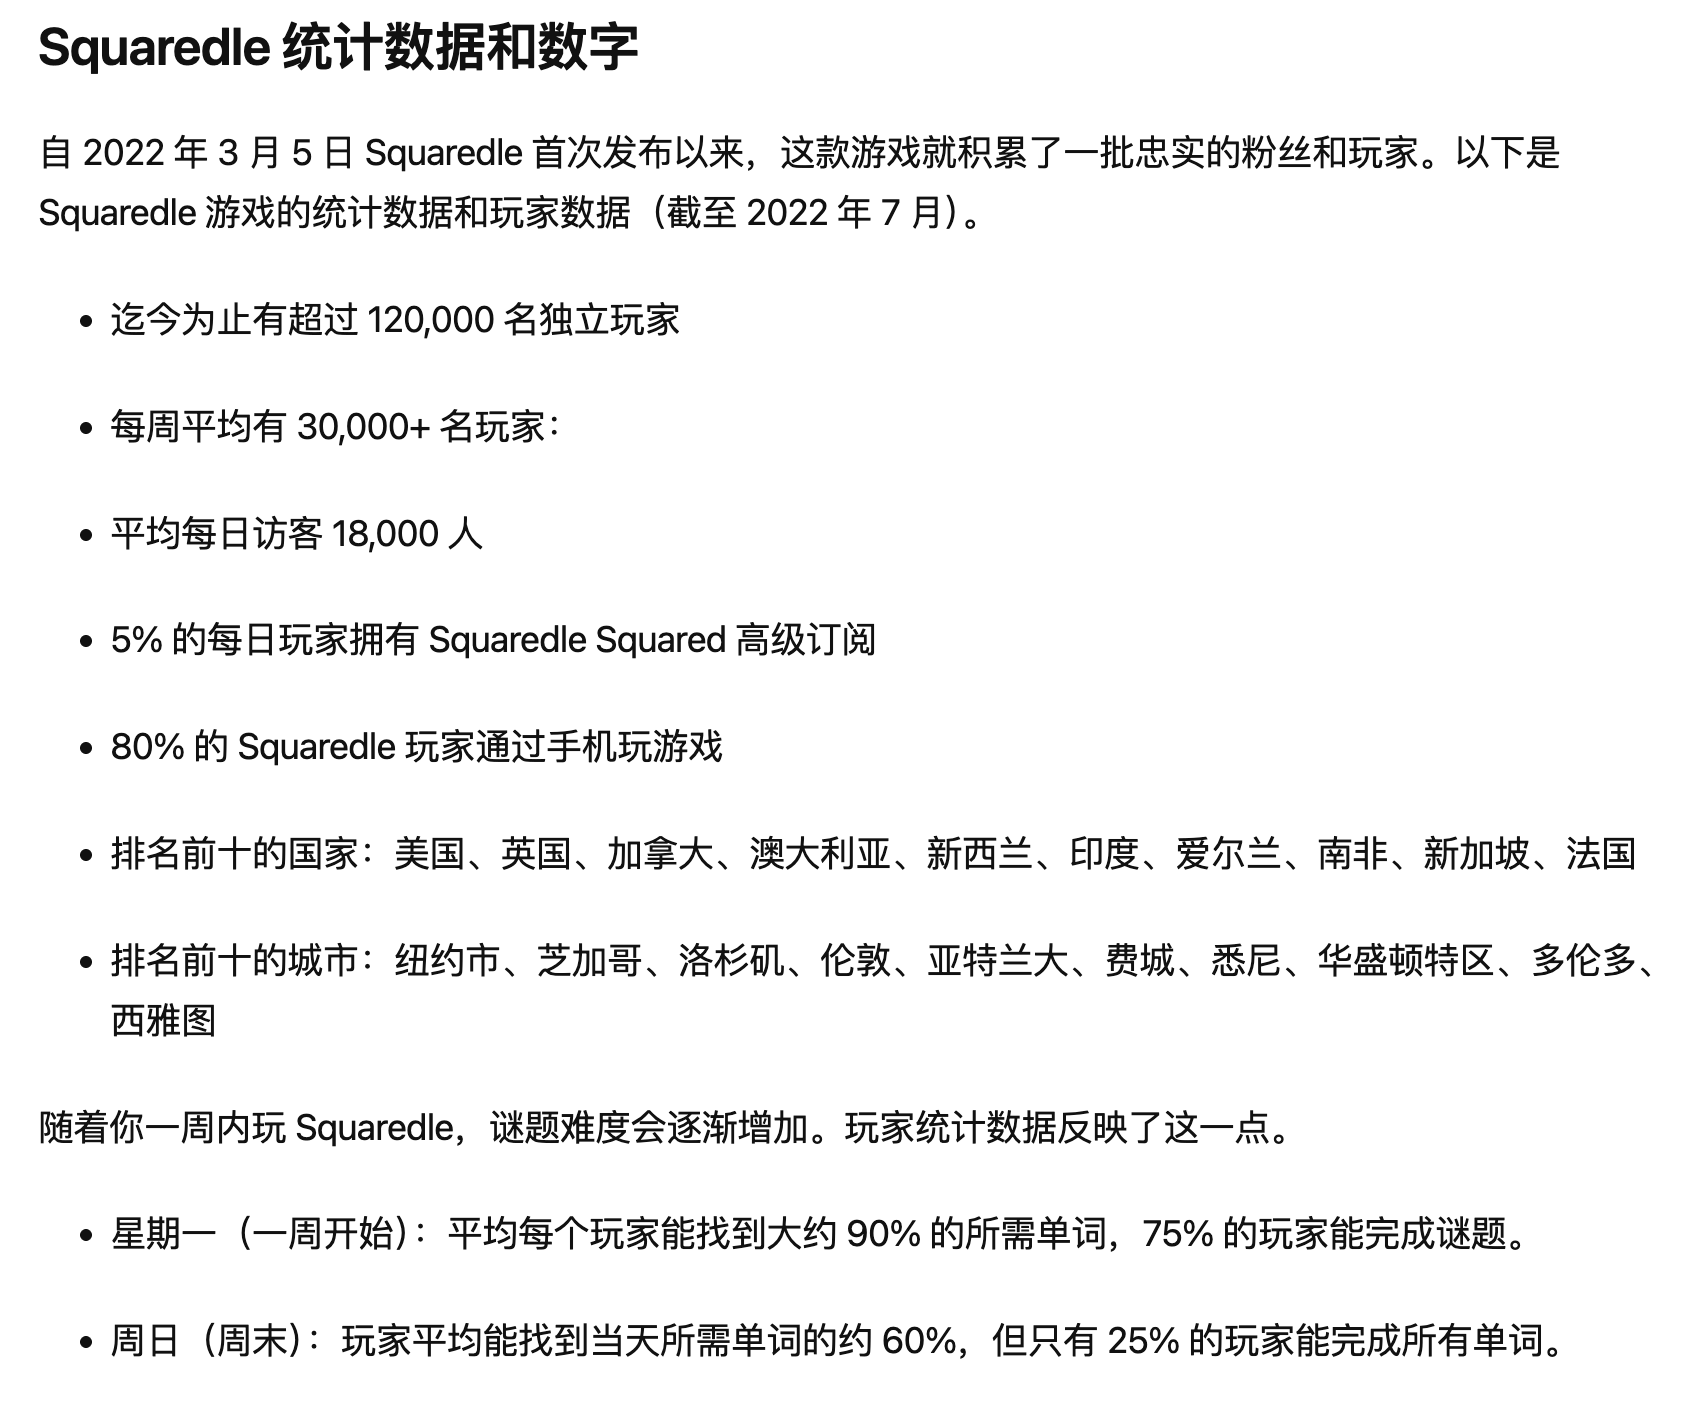 Squaredle 统计数据和数字
自 2022 年 3 月 5 日 Squaredle 首次发布以来，这款游戏就积累了一批忠实的粉丝和玩家。以下是
Squaredle 游戏的统计数据和玩家数据（截至 2022 年 7 月）。
• 迄今为止有超过 120,000 名独立玩家
• 每周平均有 30,000+ 名玩家：
• 平均每日访客 18,000 人
• 5% 的每日玩家拥有 Squaredle Squared 高级订阅
• 80% 的 Squaredle 玩家通过手机玩游戏
• 排名前十的国家：美国、英国、加拿大、澳大利亚、新西兰、印度、爱尔兰、南非、新加坡、法国
• 排名前十的城市：纽约市、芝加哥、洛杉矶、伦敦、亚特兰大、费城、悉尼、华盛顿特区、多伦多、
西雅图
随着你一周内玩 Squaredle，谜题难度会逐渐增加。玩家统计数据反映了这一点。
• 星期一（一周开始）：平均每个玩家能找到大约 90% 的所需单词，75% 的玩家能完成谜题。
• 周日（周末）：玩家平均能找到当天所需单词的约 60%，但只有 25% 的玩家能完成所有单词。